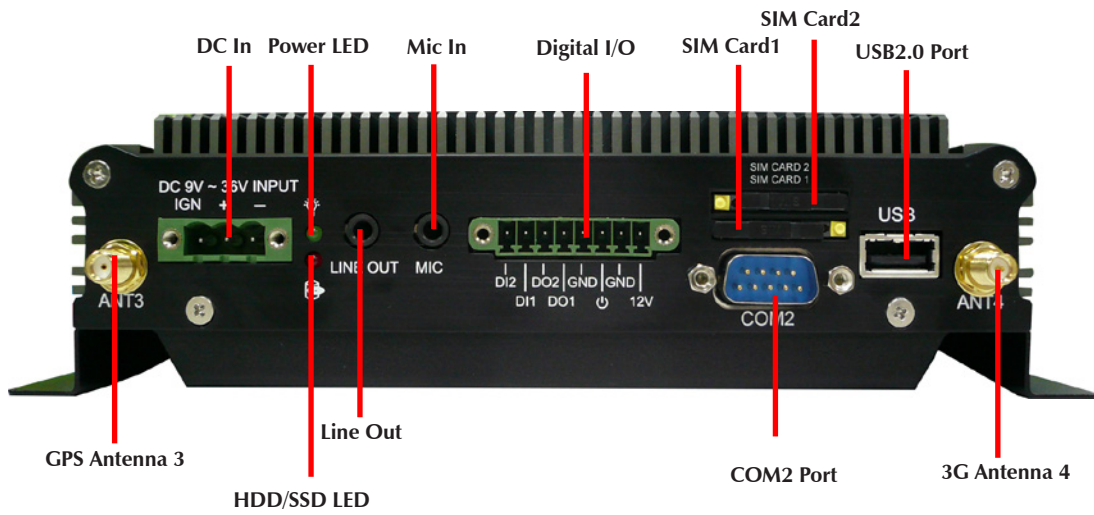 SIM Card2
DC In
Power LED
Mic In
Digital I/O
SIM Card1
USB2.0 Port
SIM CARD 2
SIM CARD 1
DC 9V ~ 36V INPUT
IGN + −
USB
LINE OUT
MIC
DI2
DO2
GND
GND
DI1
DO1
12V
ANT3
COM2
ANT4
Line Out
GPS Antenna 3
COM2 Port
3G Antenna 4
HDD/SSD LED